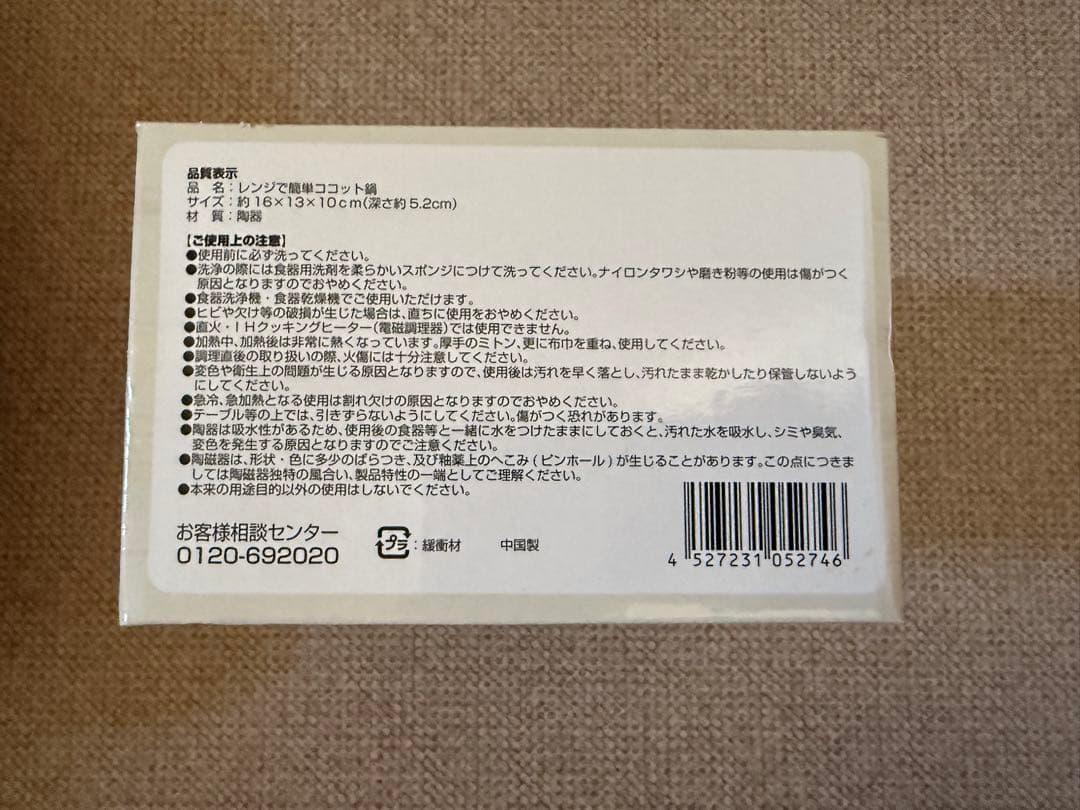 品質表示
品　名：レンジで簡単ココット鍋
サイズ：約16×13×10cm(深さ約5.2cm)
材　質：陶器
【ご使用上の注意】
●使用前に必ず洗ってください。
●洗浄の際には食器用洗剤を柔らかいスポンジにつけて洗ってください。ナイロンタワシや磨き粉等の使用は傷がつく
原因となりますのでおやめください。
●食器洗浄機・食器乾燥機でご使用いただけます。
●ヒビや欠け等の破損が生じた場合は、直ちに使用をおやめください。
●直火・IHクッキングヒーター(電磁調理器)では使用できません。
●加熱中、加熱後は非常に熱くなっています。厚手のミトン、更に布巾を重ね、使用してください。
●調理直後の取り扱いの際、火傷には十分注意してください。
●変色や衛生上の問題が生じる原因となりますので、使用後は汚れを早く落とし、汚れたまま乾かしたり保管しないよう
にしてください。
●急冷、急加熱となる使用は割れ欠けの原因となりますのでおやめください。
●テーブル等の上では、引きずらないようにしてください。傷がつく恐れがあります。
●陶器は吸水性があるため、使用後の食器等と一緒に水をつけたままにしておくと、汚れた水を吸水し、シミや臭気、
変色を発生する原因となりますのでご注意ください。
●陶磁器は、形状・色に多少のばらつき、及び釉薬上のへこみ(ピンホール)が生じることがあります。この点につきま
しては陶磁器独特の風合い、製品特性の一端としてご理解ください。
●本来の用途目的以外の使用はしないでください。
お客様相談センター
0120-692020
プラ：緩衝材　中国製
4 527231 052746